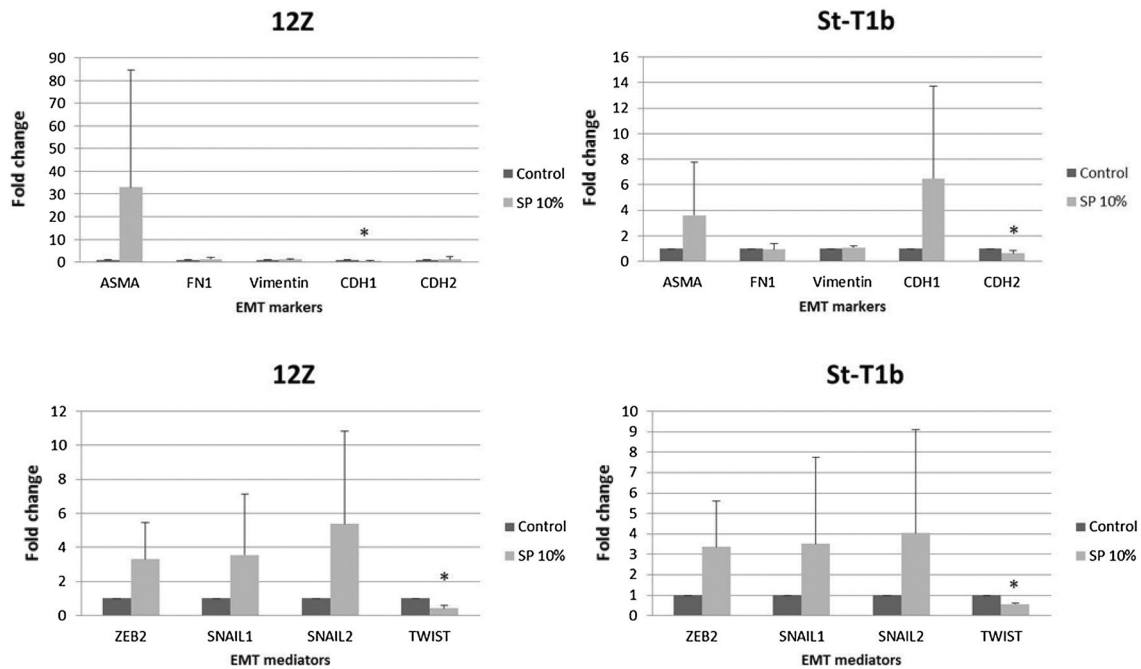 12Z
90
80
70
60
50
40
30
20
10
0
Fold change
*
ASMA FN1 Vimentin CDH1 CDH2
EMT markers
Control
SP 10%
St-T1b
16
14
12
10
8
6
4
2
0
Fold change
*
ASMA FN1 Vimentin CDH1 CDH2
EMT markers
Control
SP 10%
12Z
12
10
8
6
4
2
0
Fold change
*
ZEB2 SNAIL1 SNAIL2 TWIST
EMT mediators
Control
SP 10%
St-T1b
10
9
8
7
6
5
4
3
2
1
0
Fold change
*
ZEB2 SNAIL1 SNAIL2 TWIST
EMT mediators
Control
SP 10%